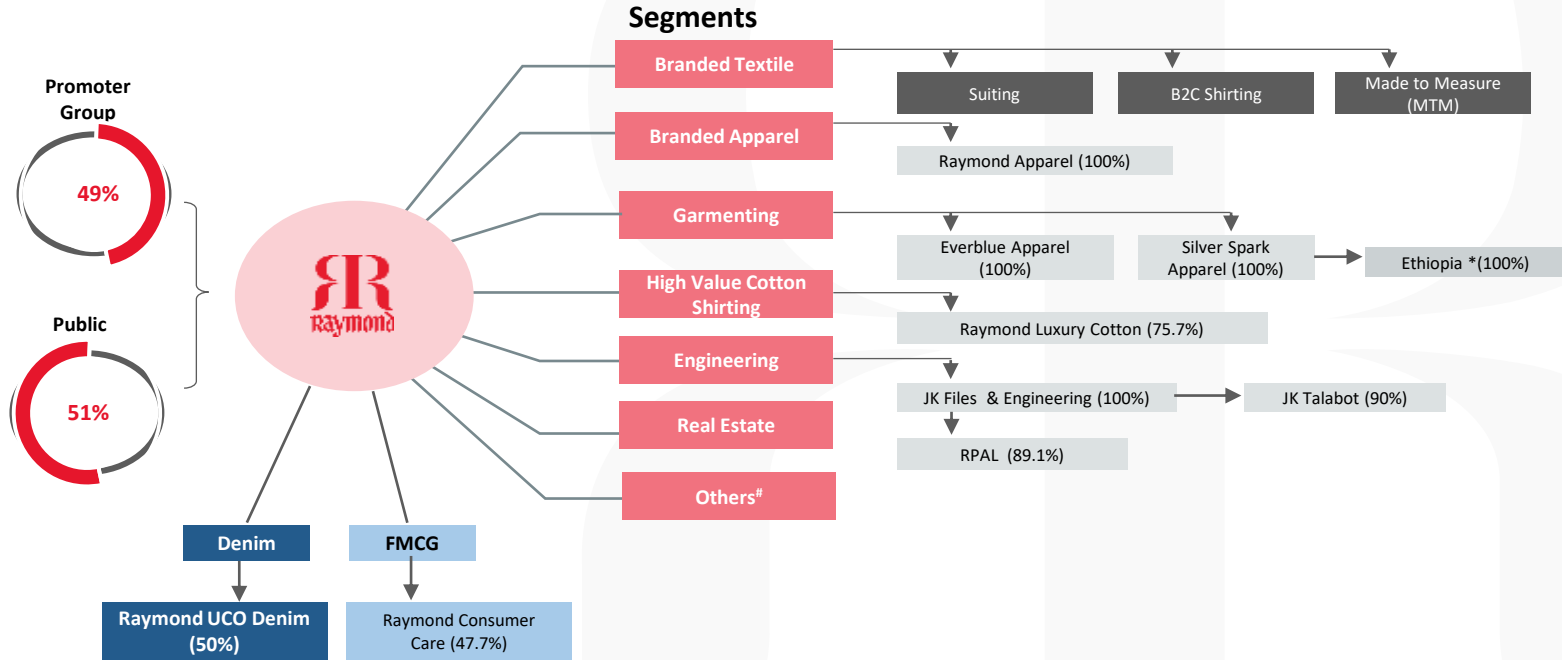 Segments
Promoter
Group
49%
Public
51%
Raymond
Branded Textile
Suiting
B2C Shirting
Made to Measure
(MTM)
Branded Apparel
Raymond Apparel (100%)
Garmenting
Everblue Apparel
(100%)
Silver Spark
Apparel (100%)
Ethiopia *(100%)
High Value Cotton
Shirting
Raymond Luxury Cotton (75.7%)
Engineering
JK Files & Engineering (100%)
JK Talabot (90%)
RPAL (89.1%)
Real Estate
Others#
Denim
FMCG
Raymond UCO Denim
(50%)
Raymond Consumer
Care (47.7%)